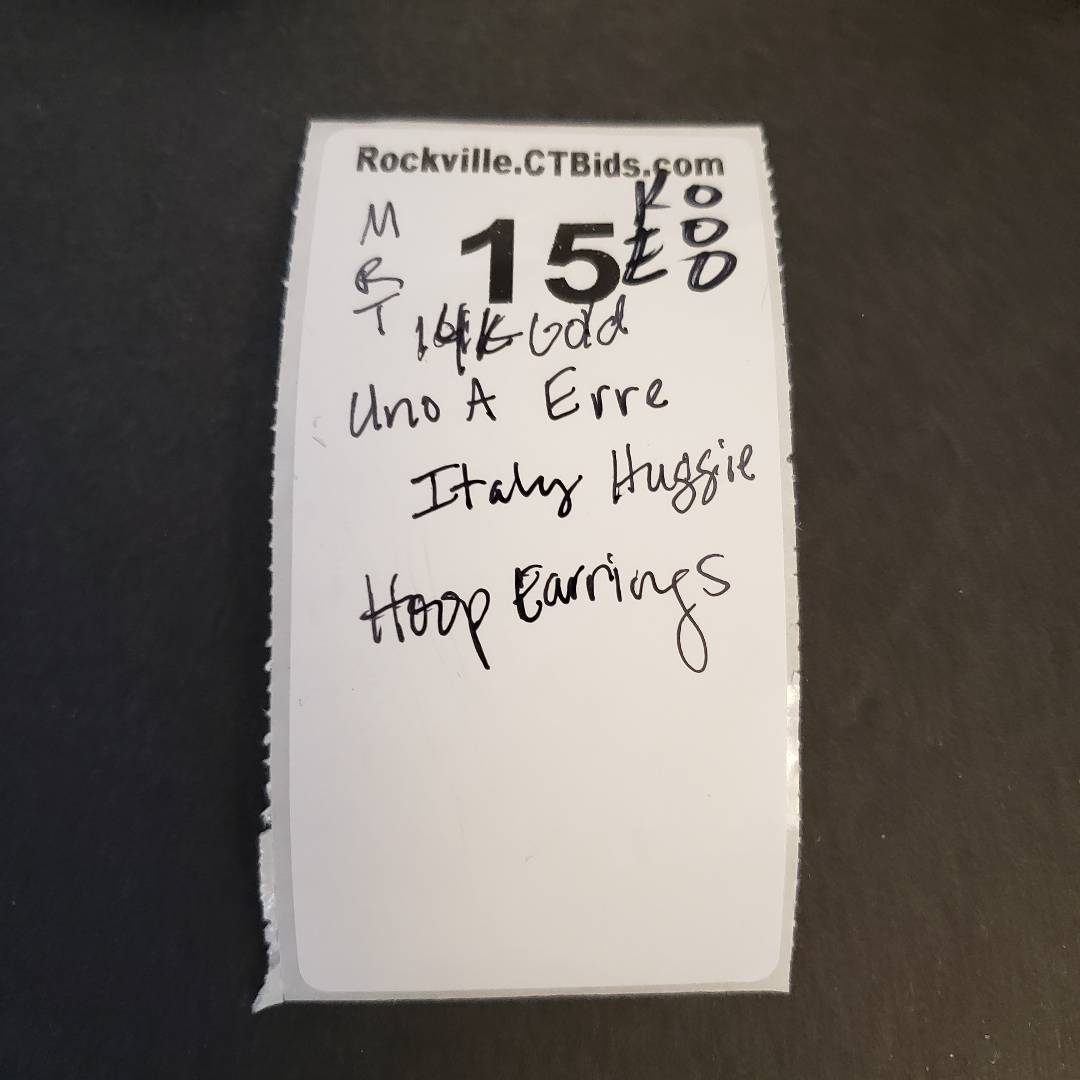 Rockville.CTBids.com
M
R
T
15
K O
E O
E O
14K Gold
Uno A Erre
Italy Huggie
Hoop Earrings